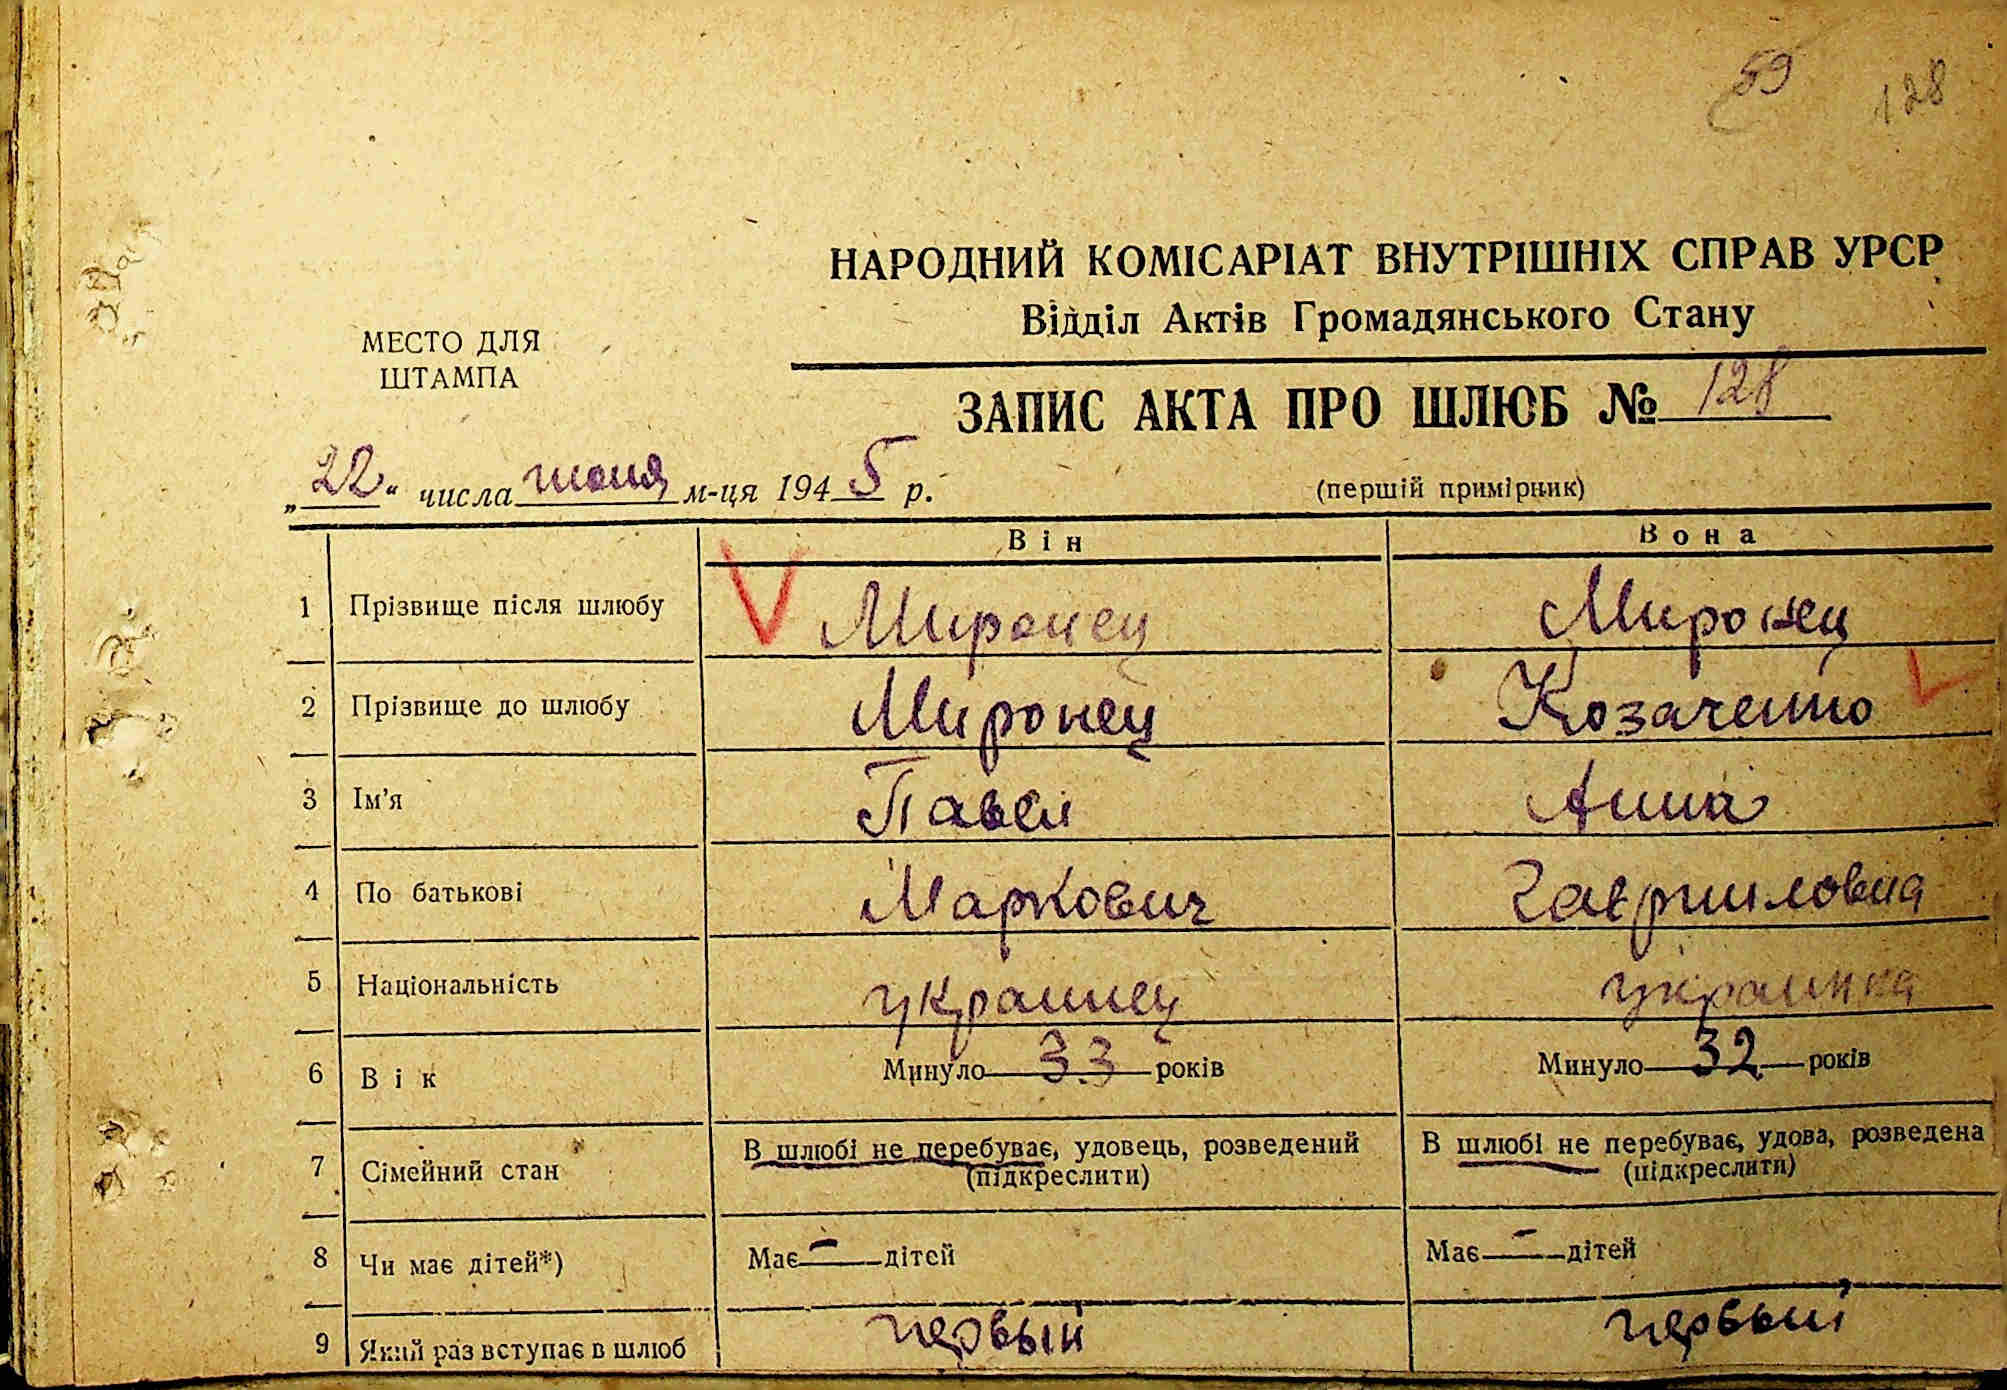 59 128
НАРОДНИЙ КОМІСАРІАТ ВНУТРІШНІХ СПРАВ УРСР
Відділ Актів Громадянського Стану
МЕСТО ДЛЯ
ШТАМПА
ЗАПИС АКТА ПРО ШЛЮБ № 128
„22“ числа июня м-ця 1945 р.
(першій примірник)
Він Вона
1 Прізвище після шлюбу Миронец Миронец
2 Прізвище до шлюбу Миронец Козаченко
3 Ім'я Павел Анна
4 По батькові Маркович Гавриловна
5 Національність украинец украинка
6 Вік Минуло 33 років Минуло 32 років
7 Сімейний стан В шлюбі не перебуває, удовець, розведений В шлюбі не перебуває, удова, розведена
(підкреслити) (підкреслити)
8 Чи має дітей*) Має — дітей Має — дітей
9 Який раз вступає в шлюб первый первый